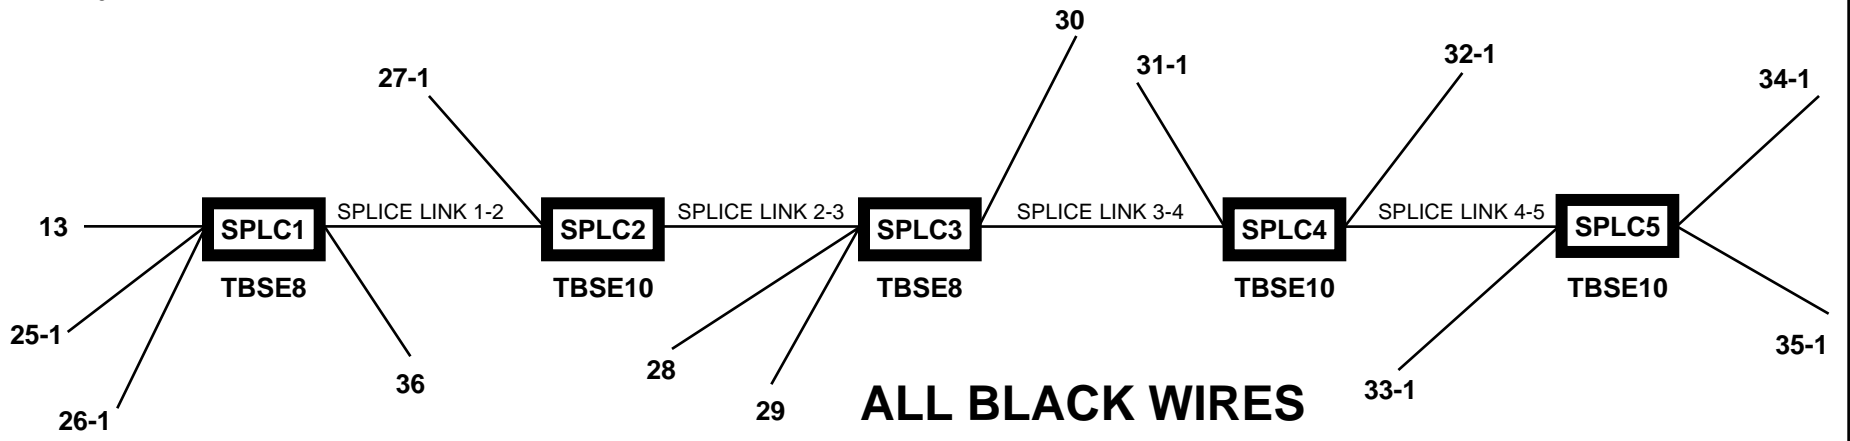 30
32-1
31-1
27-1
34-1
SPLICE LINK 1-2
SPLICE LINK 2-3
SPLICE LINK 3-4
SPLICE LINK 4-5
13
SPLC1
SPLC2
SPLC3
SPLC4
SPLC5
TBSE8
TBSE10
TBSE8
TBSE10
TBSE10
25-1
35-1
28
36
33-1
26-1
29
ALL BLACK WIRES